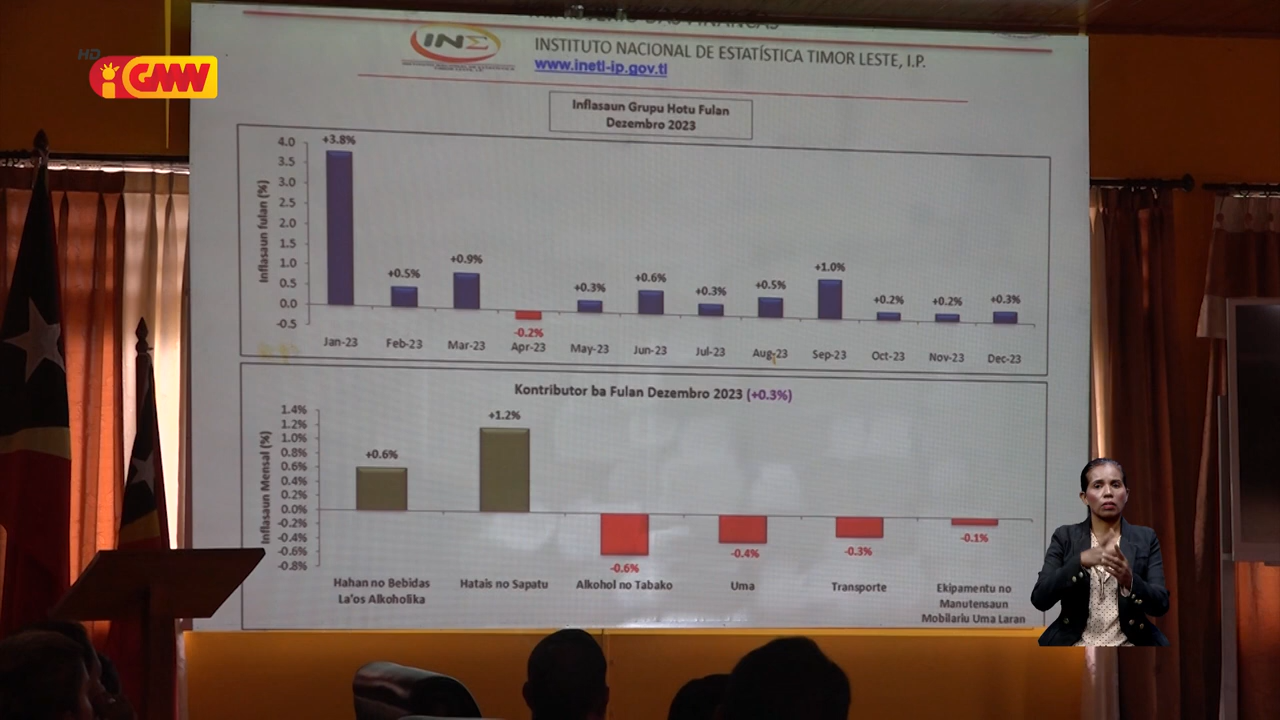 HD
GMW
INE
INSTITUTO NACIONAL DE ESTATÍSTICA TIMOR LESTE, I.P.
www.inetl-ip.gov.tl
Inflasaun Grupu Hotu Fulan
Dezembro 2023
Inflasaun fulan (%)
4.0
3.5
3.0
2.5
2.0
1.5
1.0
0.5
0.0
-0.5
+3.8% +0.5% +0.9% -0.2% +0.3% +0.6% +0.3% +0.5% +1.0% +0.2% +0.2% +0.3%
Jan-23 Feb-23 Mar-23 Apr-23 May-23 Jun-23 Jul-23 Aug-23 Sep-23 Oct-23 Nov-23 Dec-23
Kontributor ba Fulan Dezembro 2023 (+0.3%)
Inflasaun Mensal (%)
1.4%
1.2%
1.0%
0.8%
0.6%
0.4%
0.2%
0.0%
-0.2%
-0.4%
-0.6%
-0.8%
+0.6% +1.2% -0.6% -0.4% -0.3% -0.1%
Hahan no Bebidas
La'os Alkoholika
Hatais no Sapatu
Alkohol no Tabako
Uma
Transporte
Ekipamentu no
Manutensaun
Mobilariu Uma Laran